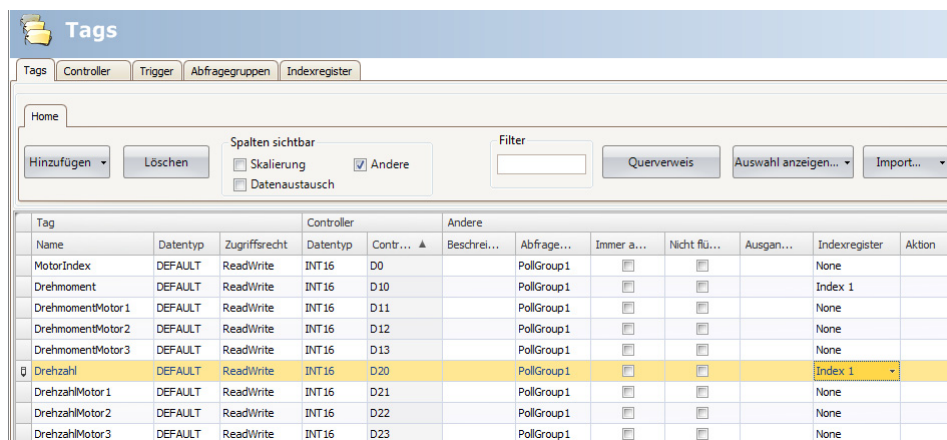 Tags
Tags Controller Trigger Abfragegruppen Indexregister
Home
Spalten sichtbar Filter
Hinzufügen Löschen Skalierung Andere Querverweis Auswahl anzeigen... Import...
Datenaustausch
Tag Controller Andere
Name Datentyp Zugriffsrecht Datentyp Contr... Beschrei... Abfrage... Immer a... Nicht flü... Ausgan... Indexregister Aktion
MotorIndex DEFAULT ReadWrite INT16 D0 PollGroup1 None
Drehmoment DEFAULT ReadWrite INT16 D10 PollGroup1 Index 1
DrehmomentMotor1 DEFAULT ReadWrite INT16 D11 PollGroup1 None
DrehmomentMotor2 DEFAULT ReadWrite INT16 D12 PollGroup1 None
DrehmomentMotor3 DEFAULT ReadWrite INT16 D13 PollGroup1 None
Drehzahl DEFAULT ReadWrite INT16 D20 PollGroup1 Index 1
DrehzahlMotor1 DEFAULT ReadWrite INT16 D21 PollGroup1 None
DrehzahlMotor2 DEFAULT ReadWrite INT16 D22 PollGroup1 None
DrehzahlMotor3 DEFAULT ReadWrite INT16 D23 PollGroup1 None